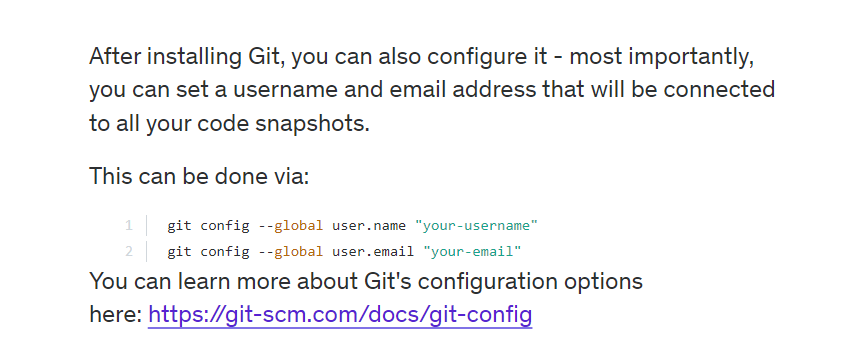 After installing Git, you can also configure it - most importantly,
you can set a username and email address that will be connected
to all your code snapshots.
This can be done via:
1 git config --global user.name "your-username"
2 git config --global user.email "your-email"
You can learn more about Git's configuration options
here: https://git-scm.com/docs/git-config